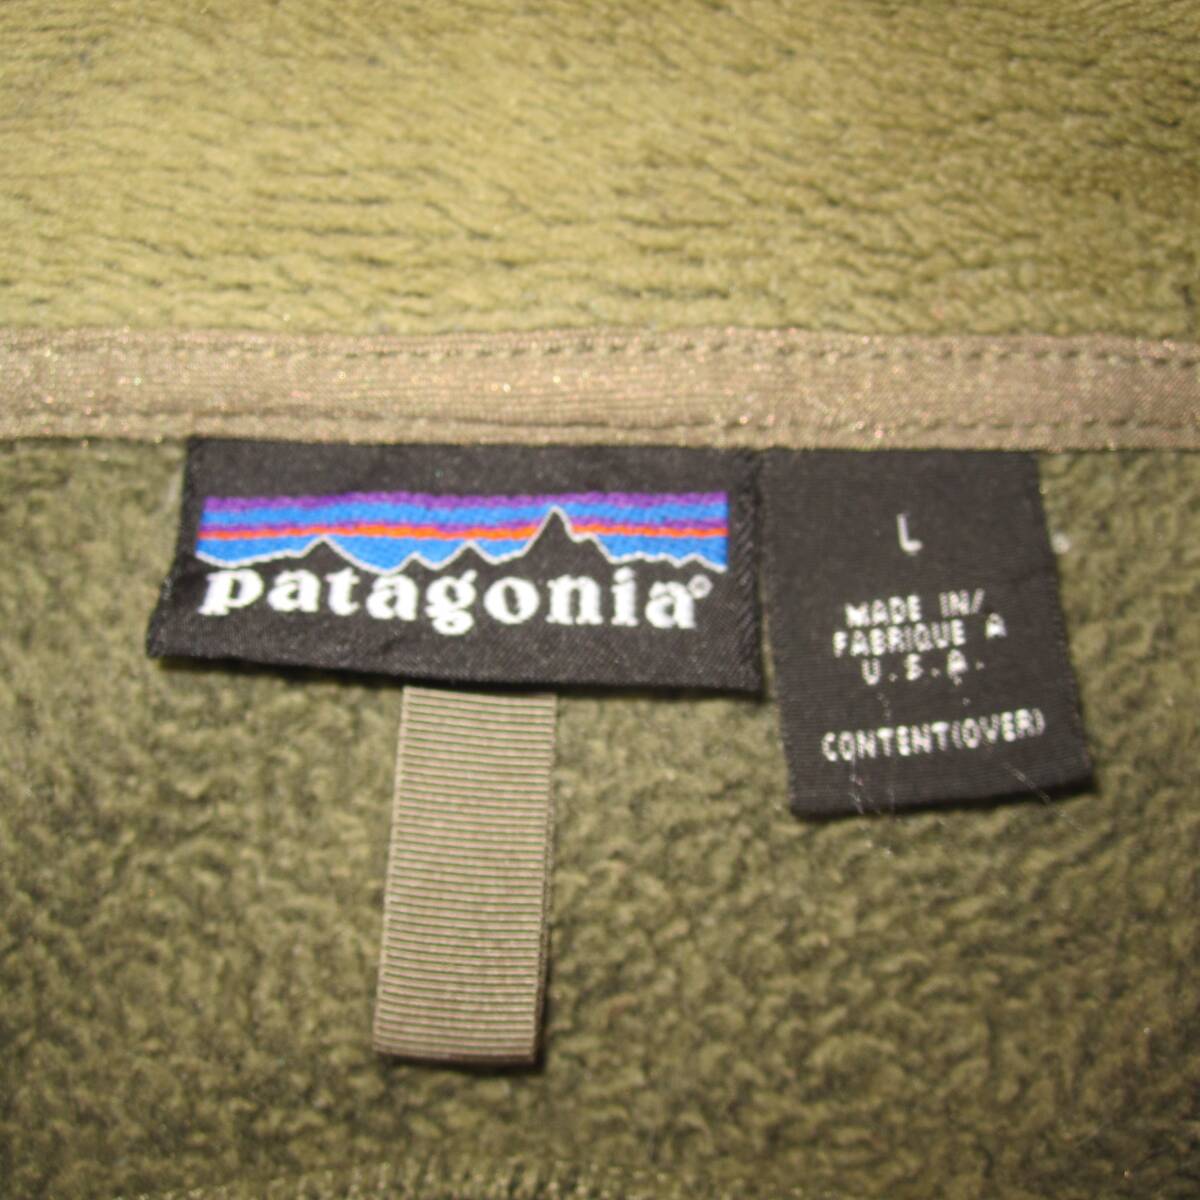 patagonia®
L
MADE IN/
FABRIQUE A
U.S.A.
CONTENT(OVER)